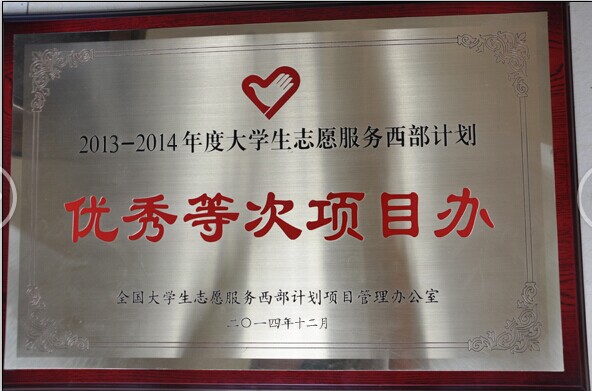 2013-2014年度大学生志愿服务西部计划
优秀等次项目办
全国大学生志愿服务西部计划项目管理办公室
二〇一四年十二月